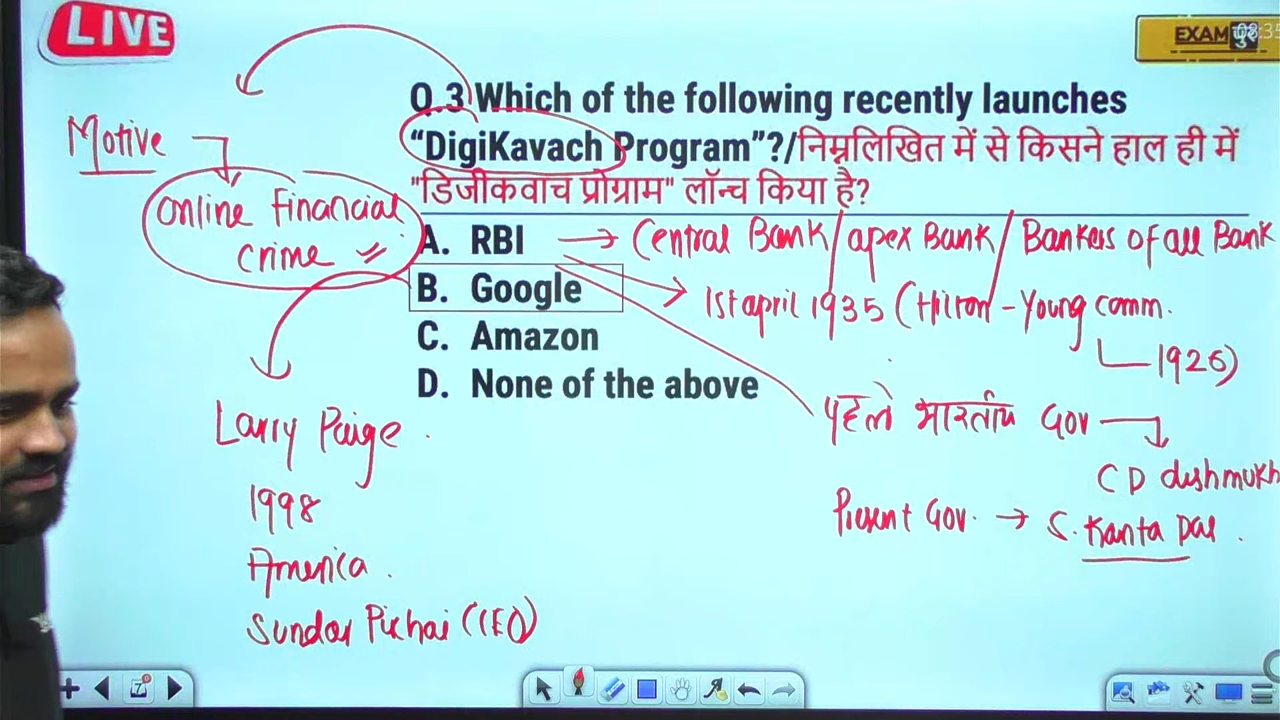 LIVE
EXAM पुर
Q.3 Which of the following recently launches
“DigiKavach Program”?/निम्नलिखित में से किसने हाल ही में
"डिजीकवाच प्रोग्राम" लॉन्च किया है?
Motive
Online Financial
crime
A. RBI → Central Bank/apex Bank/Bankers of all Bank
B. Google
1st april 1935 (Hilton-Young comm.
1926)
C. Amazon
D. None of the above
पहले भारतीय Gov
C D deshmukh
Present Gov. → S. Kanta Das.
Larry Paige.
1998
America.
Sundar Pichai (CEO)